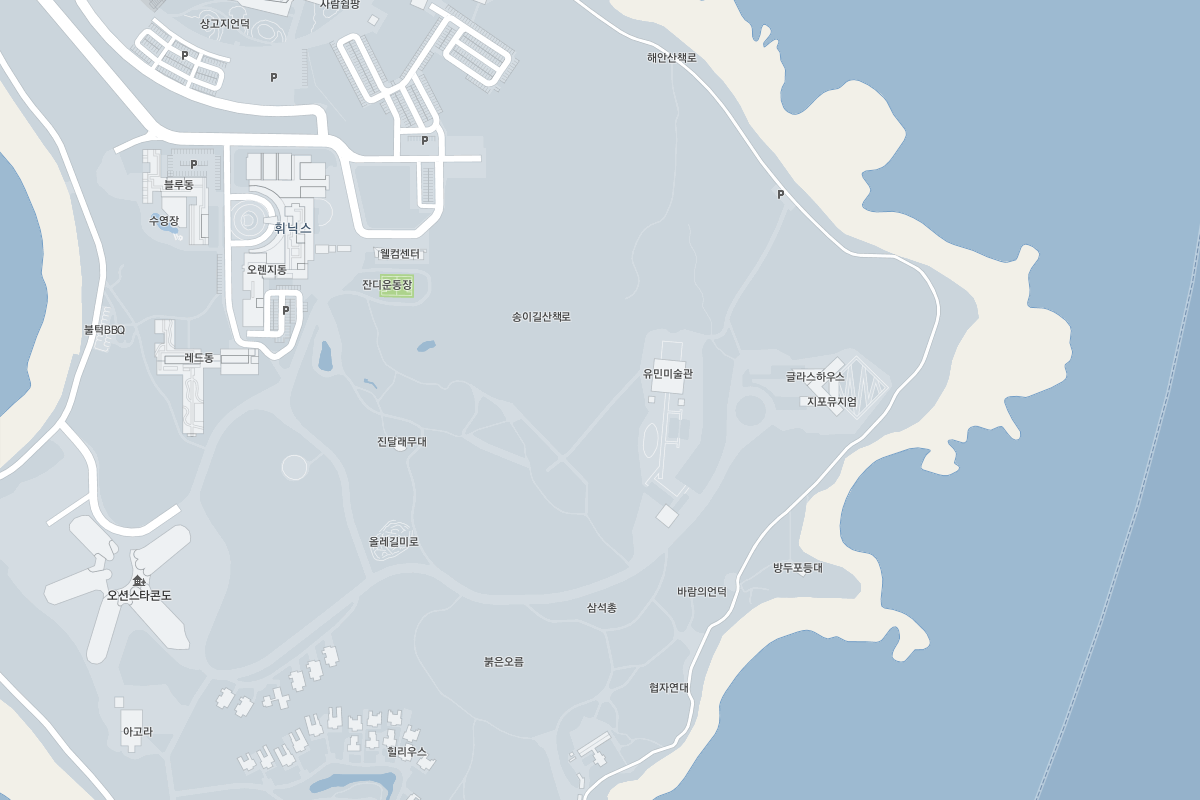 사람쉼팡
상고지언덕
P
해안산책로
P
P
P
블루동
P
수영장
휘닉스
웰컴센터
오렌지동
잔디운동장
P
송이길산책로
불턱BBQ
레드동
유민미술관
글라스하우스
지포뮤지엄
진달래무대
올레길미로
방두포등대
오션스타콘도
바람의언덕
삼석총
붉은오름
협자연대
아고라
힐리우스